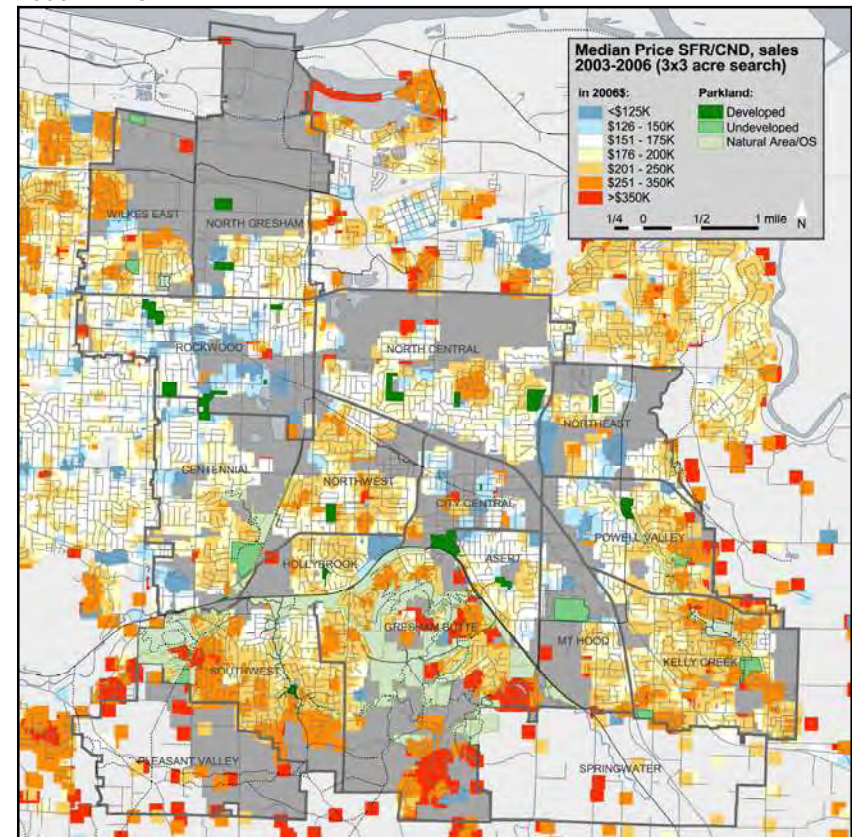 Median Price SFR/CND, sales
2003-2006 (3x3 acre search)
in 2006$:
Parkland:
<$125K
$126 - 150K
$151 - 175K
$176 - 200K
$201 - 250K
$251 - 350K
>$350K
Developed
Undeveloped
Natural Area/OS
1/4 0 1/2 1 mile N
WILKES EAST
NORTH GRESHAM
ROCKWOOD
NORTH CENTRAL
NORTHEAST
CENTENNIAL
NORTHWEST
CITY CENTRAL
POWELL VALLEY
HOLLYBROOK
ASERT
GRESHAM BUTTE
MT HOOD
KELLY CREEK
SOUTHWEST
PLEASANT VALLEY
SPRINGWATER